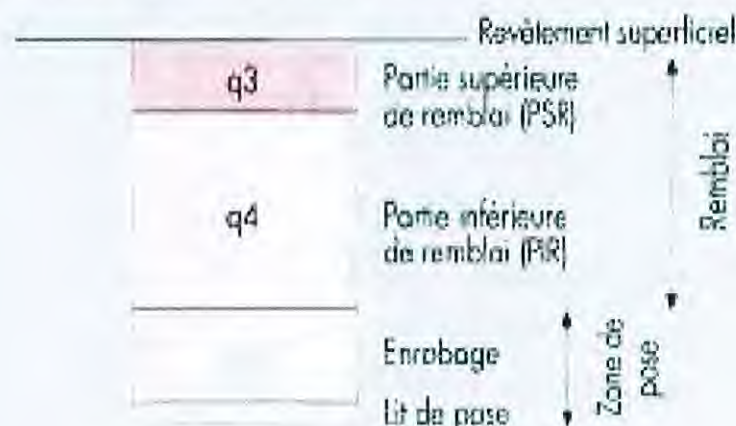 Revêtement superficiel
q3
Partie supérieure
de remblai (PSR)
Remblai
q4
Partie inférieure
de remblai (PIR)
Enrobage
Zone de
pose
Lit de pose